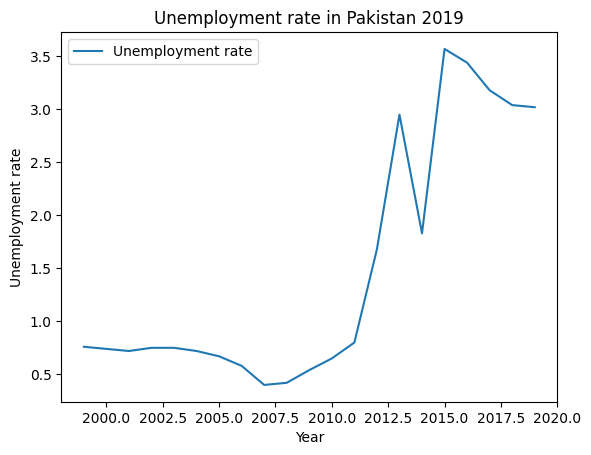 Unemployment rate in Pakistan 2019
Unemployment rate
3.5
3.0
2.5
2.0
1.5
1.0
0.5
Unemployment rate
2000.0 2002.5 2005.0 2007.5 2010.0 2012.5 2015.0 2017.5 2020.0
Year